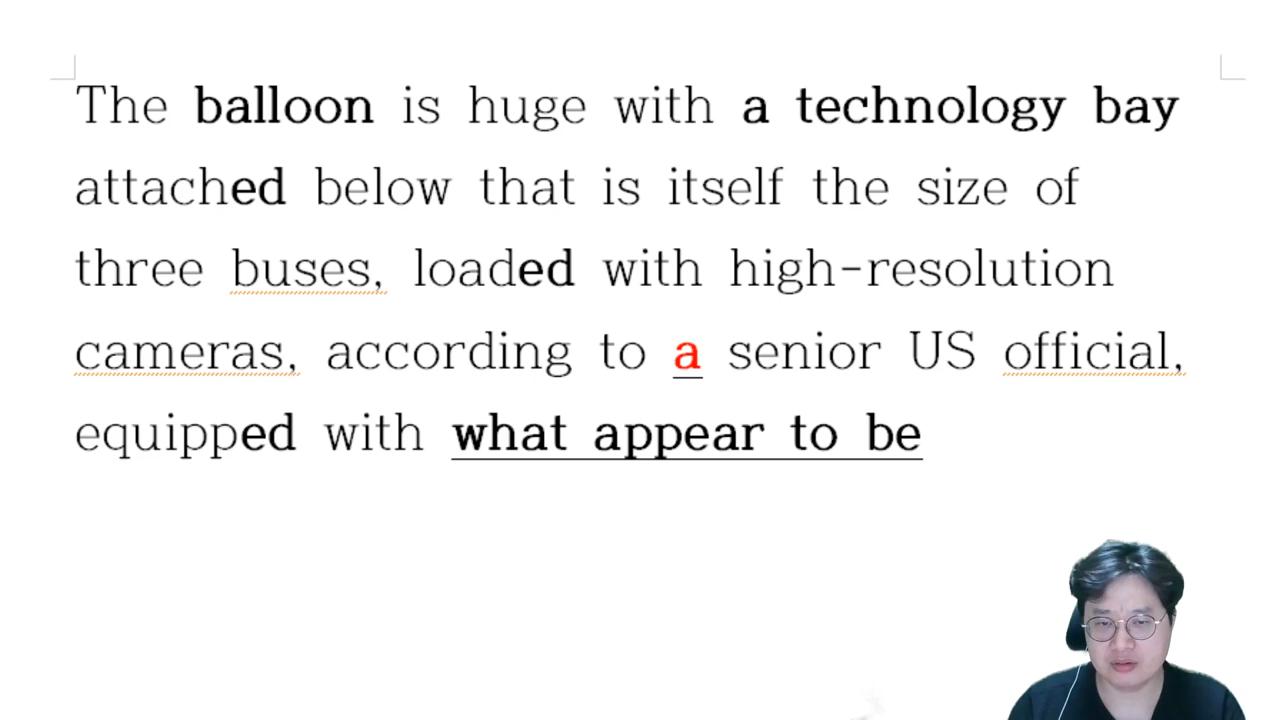 The balloon is huge with a technology bay
attached below that is itself the size of
three buses, loaded with high-resolution
cameras, according to a senior US official,
equipped with what appear to be